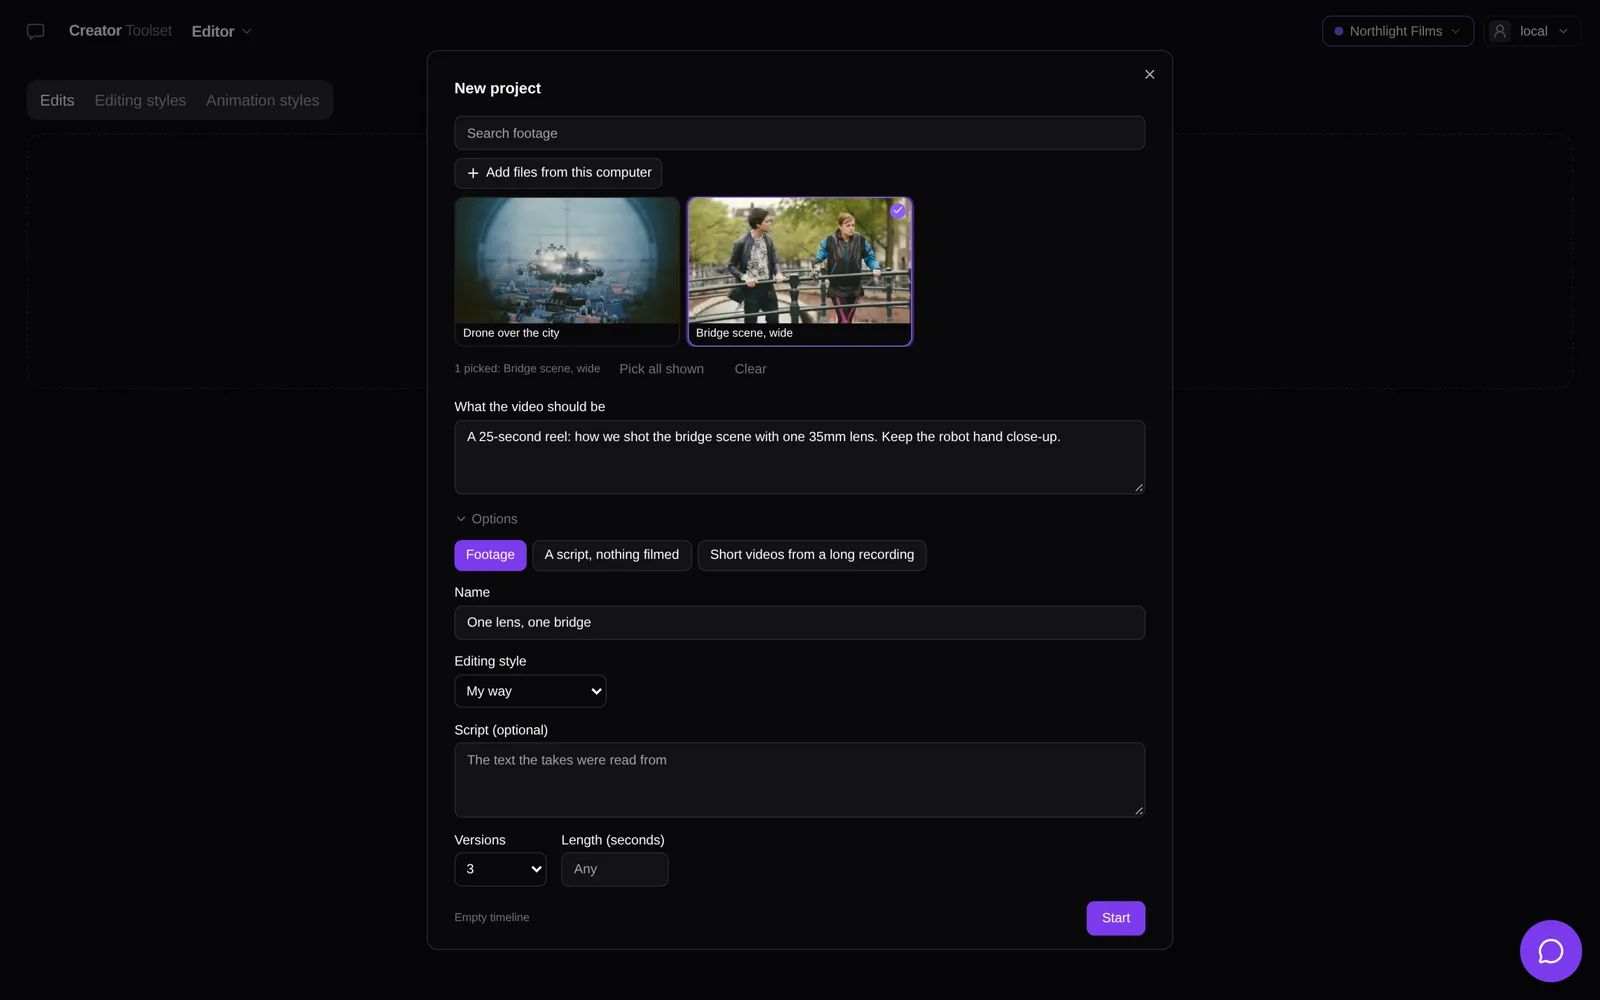 Creator Toolset
Editor
Northlight Films
local
Edits
Editing styles
Animation styles
New project
Search footage
Add files from this computer
Drone over the city
Bridge scene, wide
1 picked: Bridge scene, wide
Pick all shown
Clear
What the video should be
A 25-second reel: how we shot the bridge scene with one 35mm lens. Keep the robot hand close-up.
Options
Footage
A script, nothing filmed
Short videos from a long recording
Name
One lens, one bridge
Editing style
My way
Script (optional)
The text the takes were read from
Versions
Length (seconds)
3
Any
Empty timeline
Start